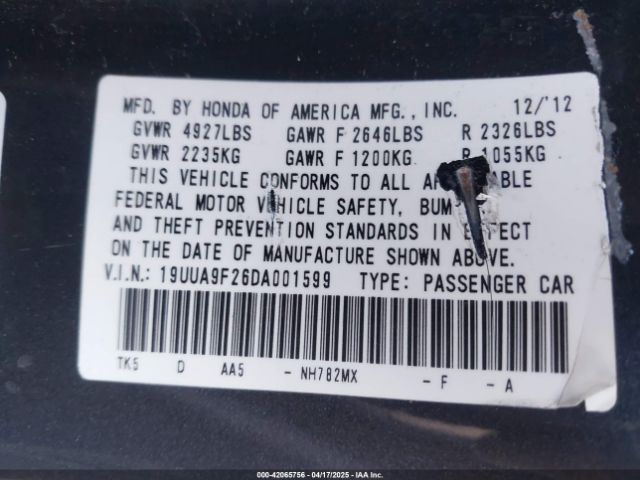 MFD. BY HONDA OF AMERICA MFG., INC. 12/'12
GVWR 4927LBS GAWR F 2646LBS R 2326LBS
GVWR 2235KG GAWR F 1200KG R 1055KG
THIS VEHICLE CONFORMS TO ALL ABLE
FEDERAL MOTOR VEHICLE SAFETY, BUM
AND THEFT PREVENTION STANDARDS IN EFFECT
ON THE DATE OF MANUFACTURE SHOWN ABOVE.
V.I.N.: 19UUA9F26DA001599 TYPE: PASSENGER CAR
TK5 D AA5 - NH782MX - F - A
000-42065756 - 04/17/2025 - IAA Inc.